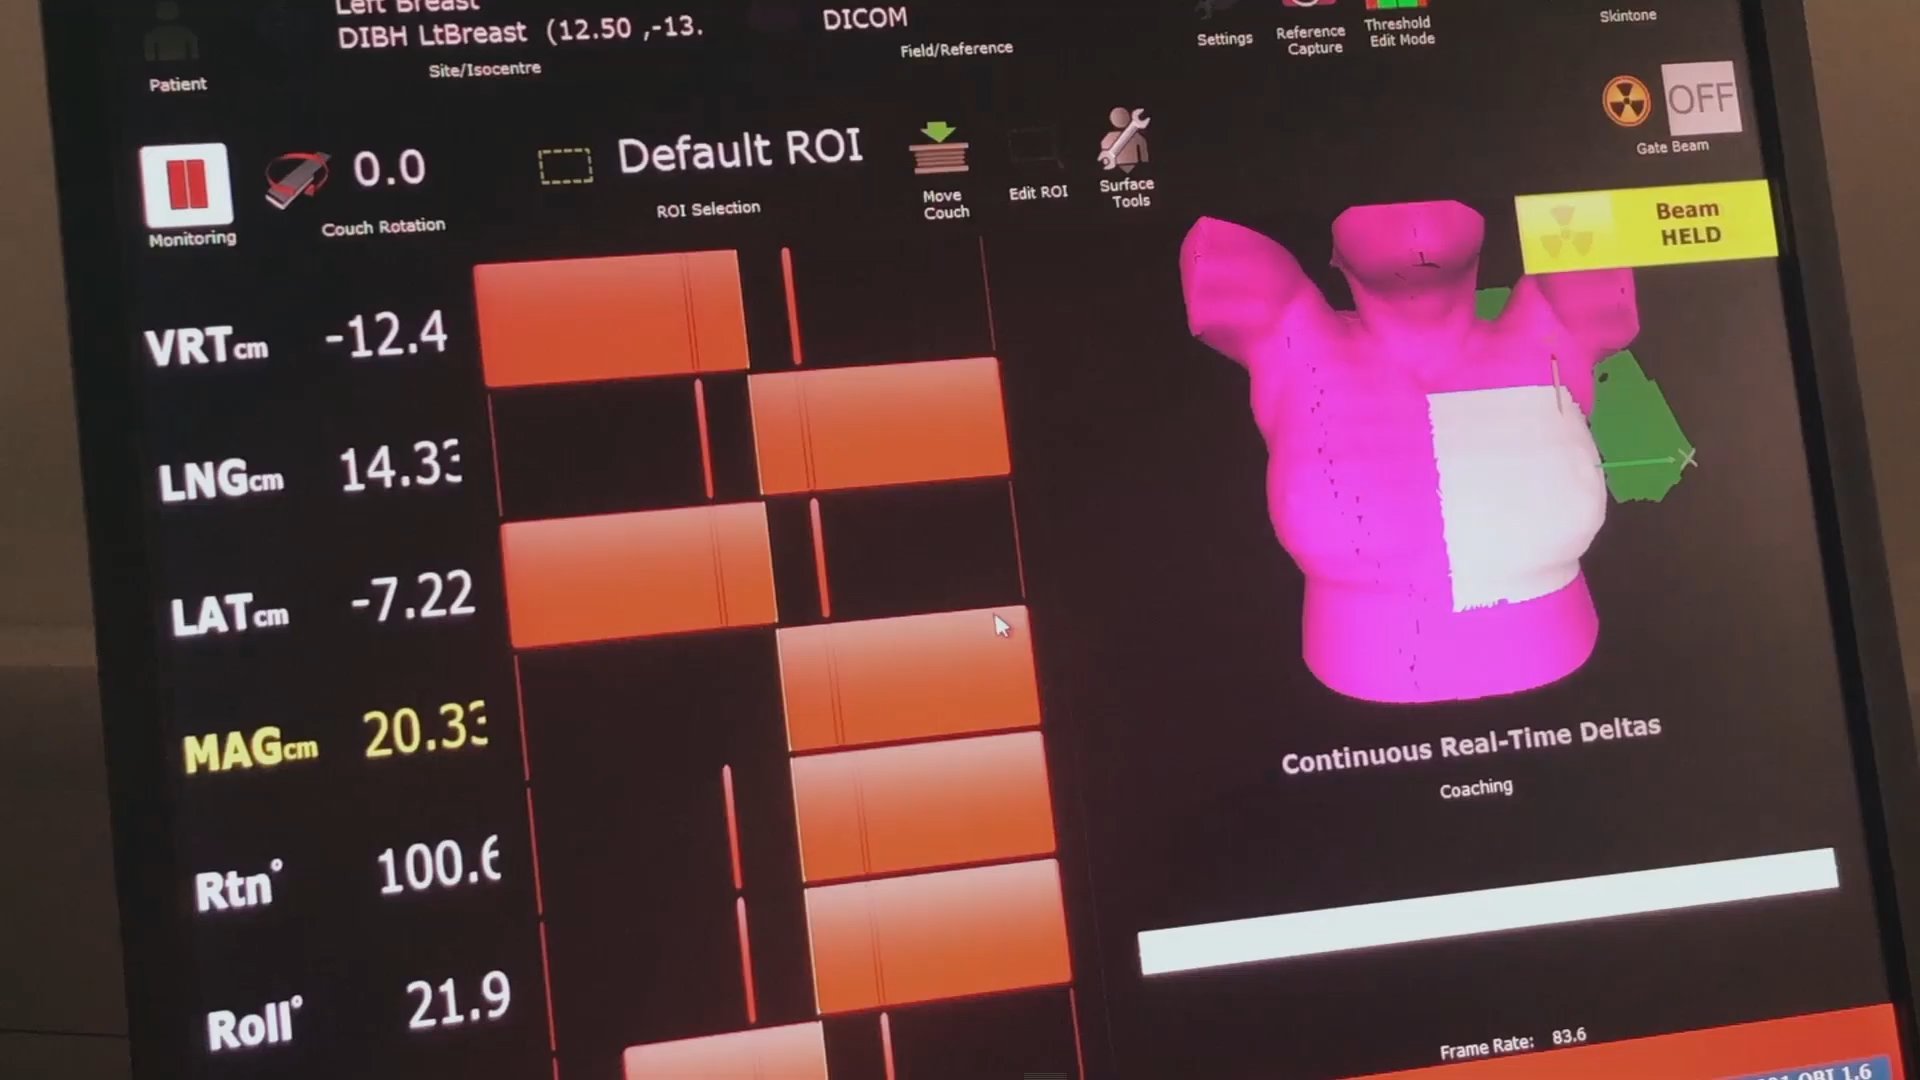 Left Breast
DIBH LtBreast (12.50 ,-13.
Site/Isocentre
DICOM
Field/Reference
Settings
Reference
Capture
Threshold
Edit Mode
Skintone
Patient
Monitoring
0.0
Couch Rotation
Default ROI
ROI Selection
Move
Couch
Edit ROI
Surface
Tools
OFF
Gate Beam
Beam
HELD
VRTcm -12.4
LNGcm 14.33
LATcm -7.22
MAGcm 20.33
Rtn° 100.6
Roll° 21.9
Continuous Real-Time Deltas
Coaching
Frame Rate: 83.6
OBI 1.6